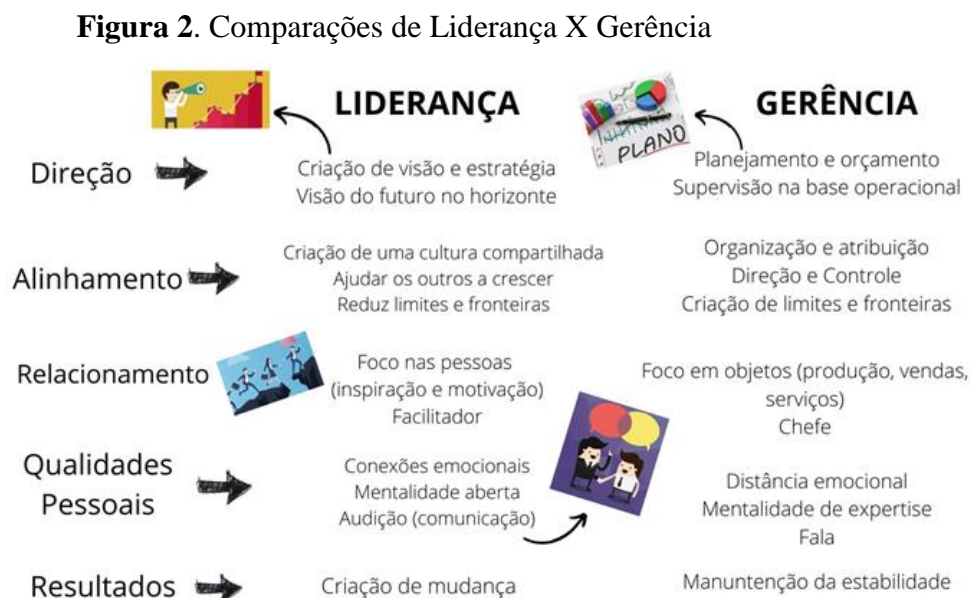 Figura 2. Comparações de Liderança X Gerência
LIDERANÇA
GERÊNCIA
PLANO
Direção
Criação de visão e estratégia
Visão do futuro no horizonte
Planejamento e orçamento
Supervisão na base operacional
Alinhamento
Criação de uma cultura compartilhada
Ajudar os outros a crescer
Reduz limites e fronteiras
Organização e atribuição
Direção e Controle
Criação de limites e fronteiras
Relacionamento
Foco nas pessoas
(inspiração e motivação)
Facilitador
Foco em objetos (produção, vendas,
serviços)
Chefe
Qualidades
Pessoais
Conexões emocionais
Mentalidade aberta
Audição (comunicação)
Distância emocional
Mentalidade de expertise
Fala
Resultados
Criação de mudança
Manuntenção da estabilidade